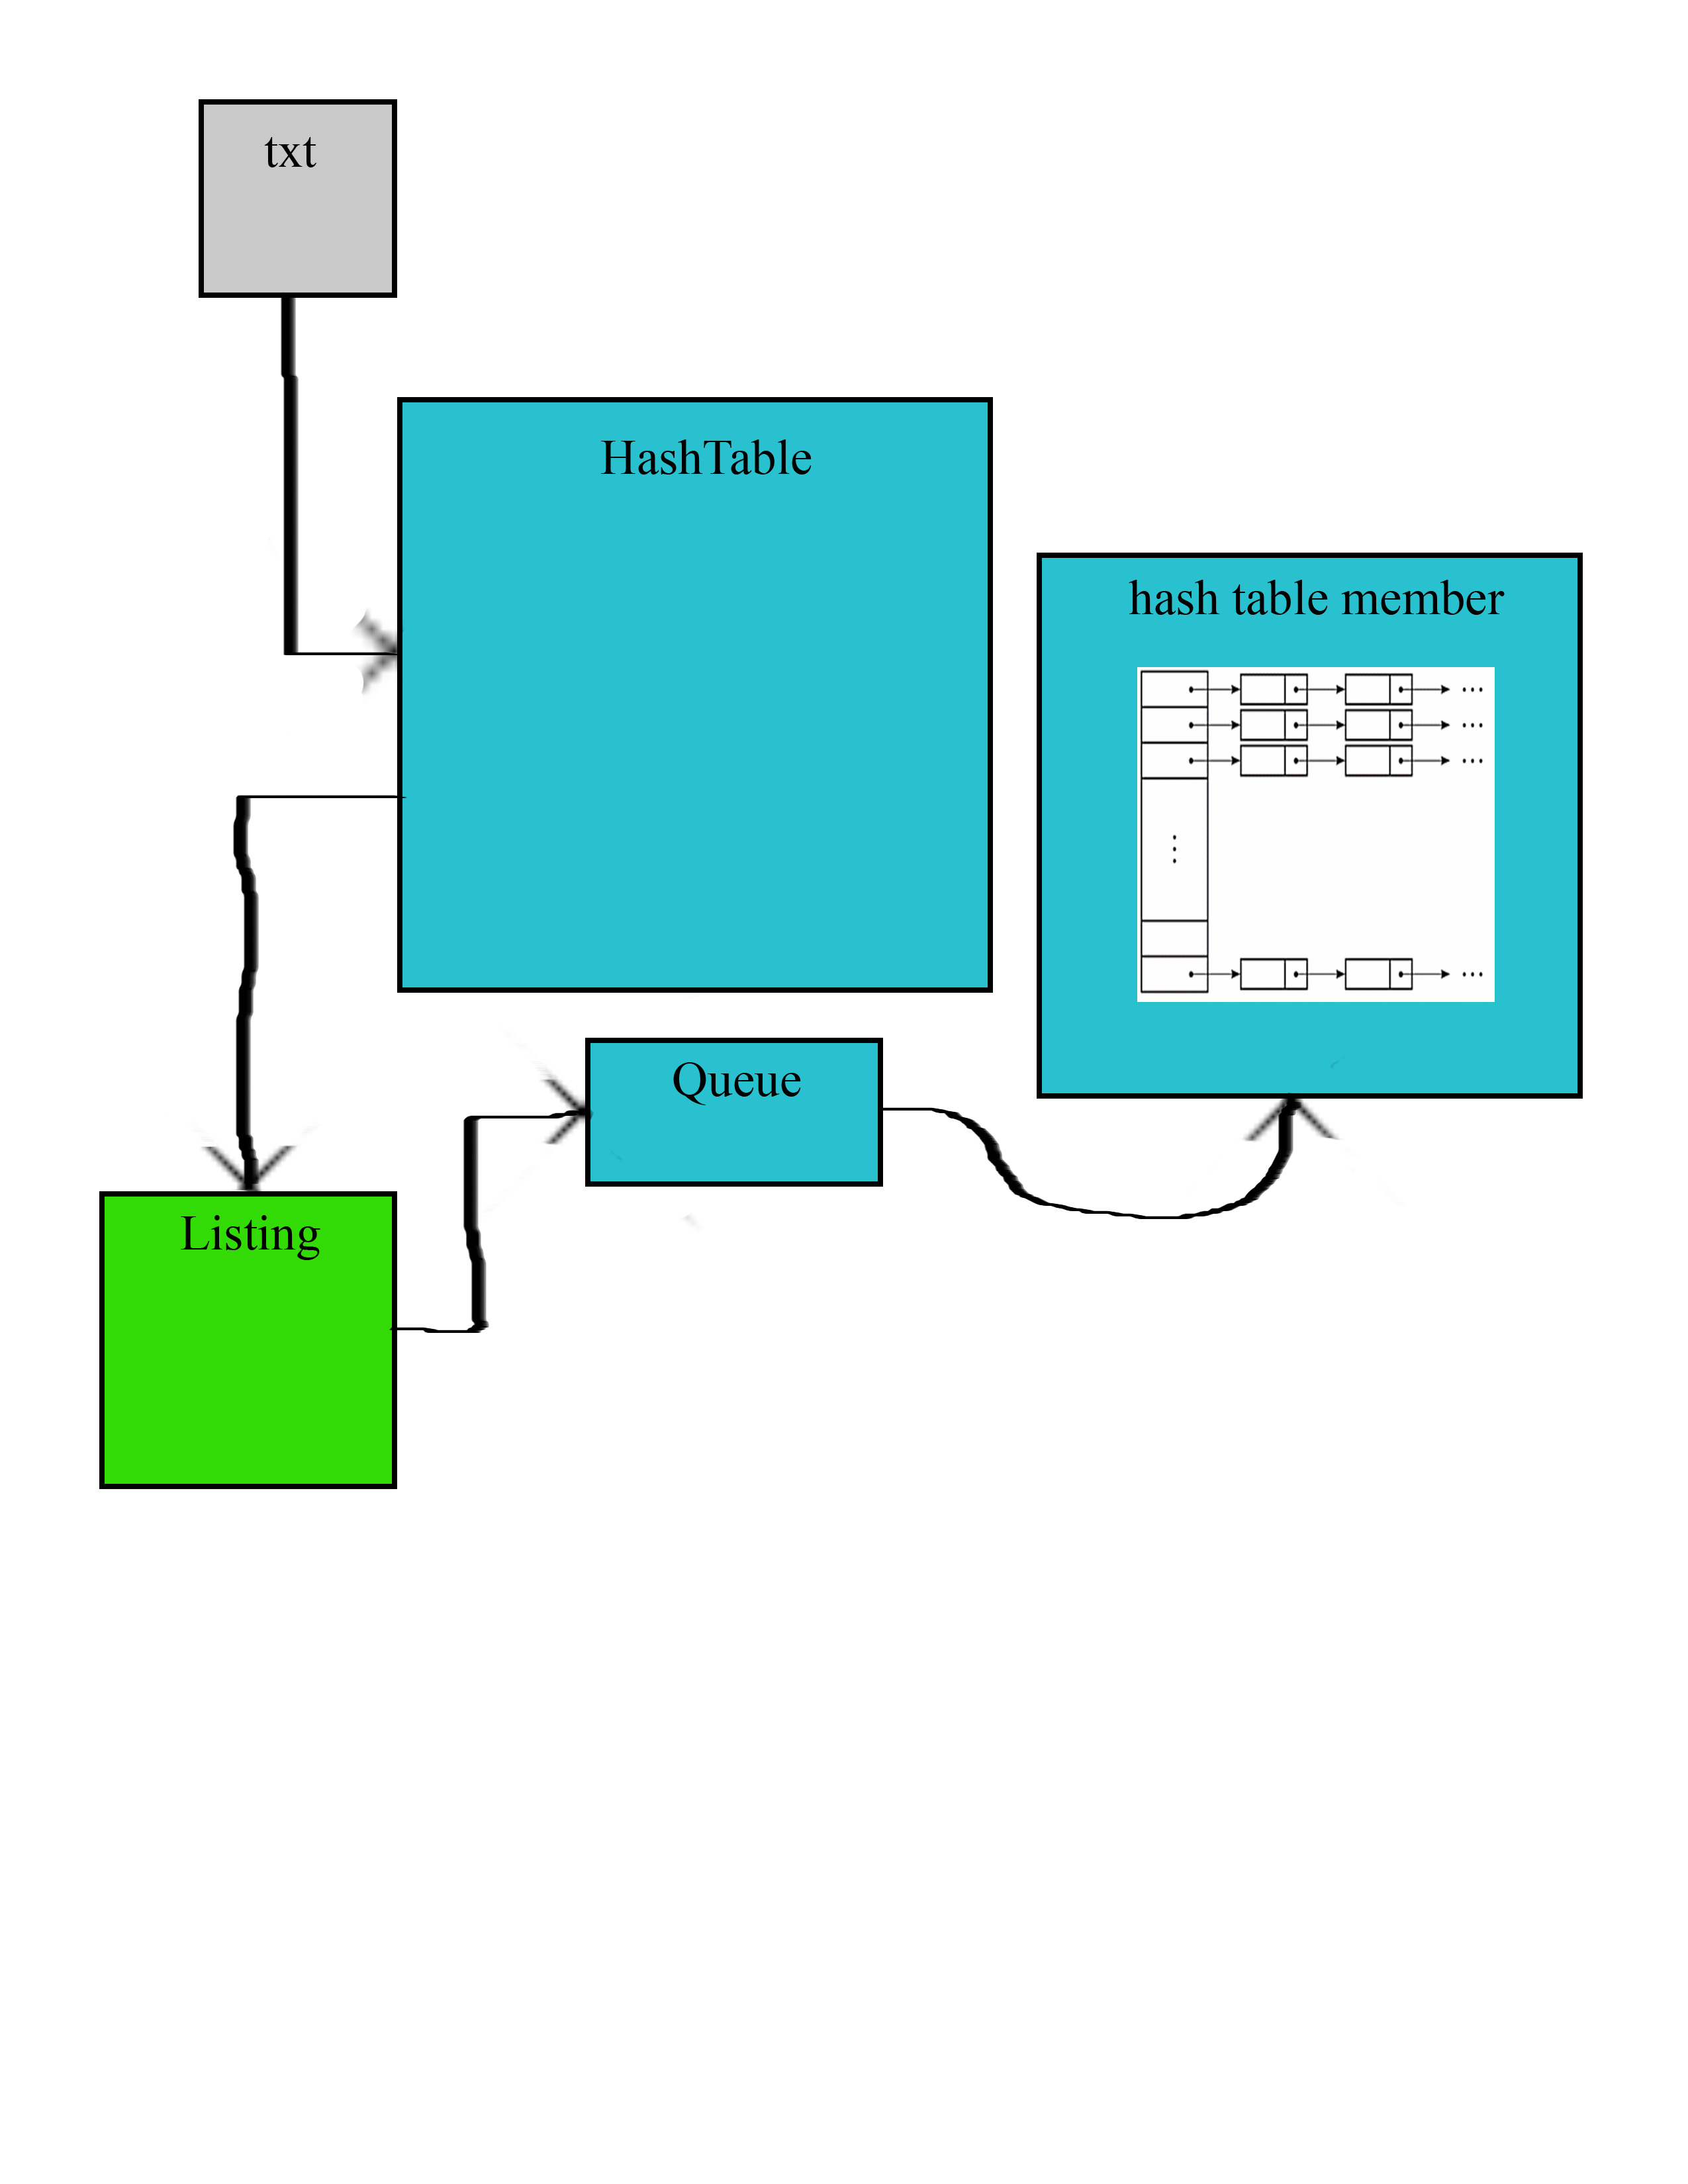 txt
HashTable
hash table member
Queue
Listing